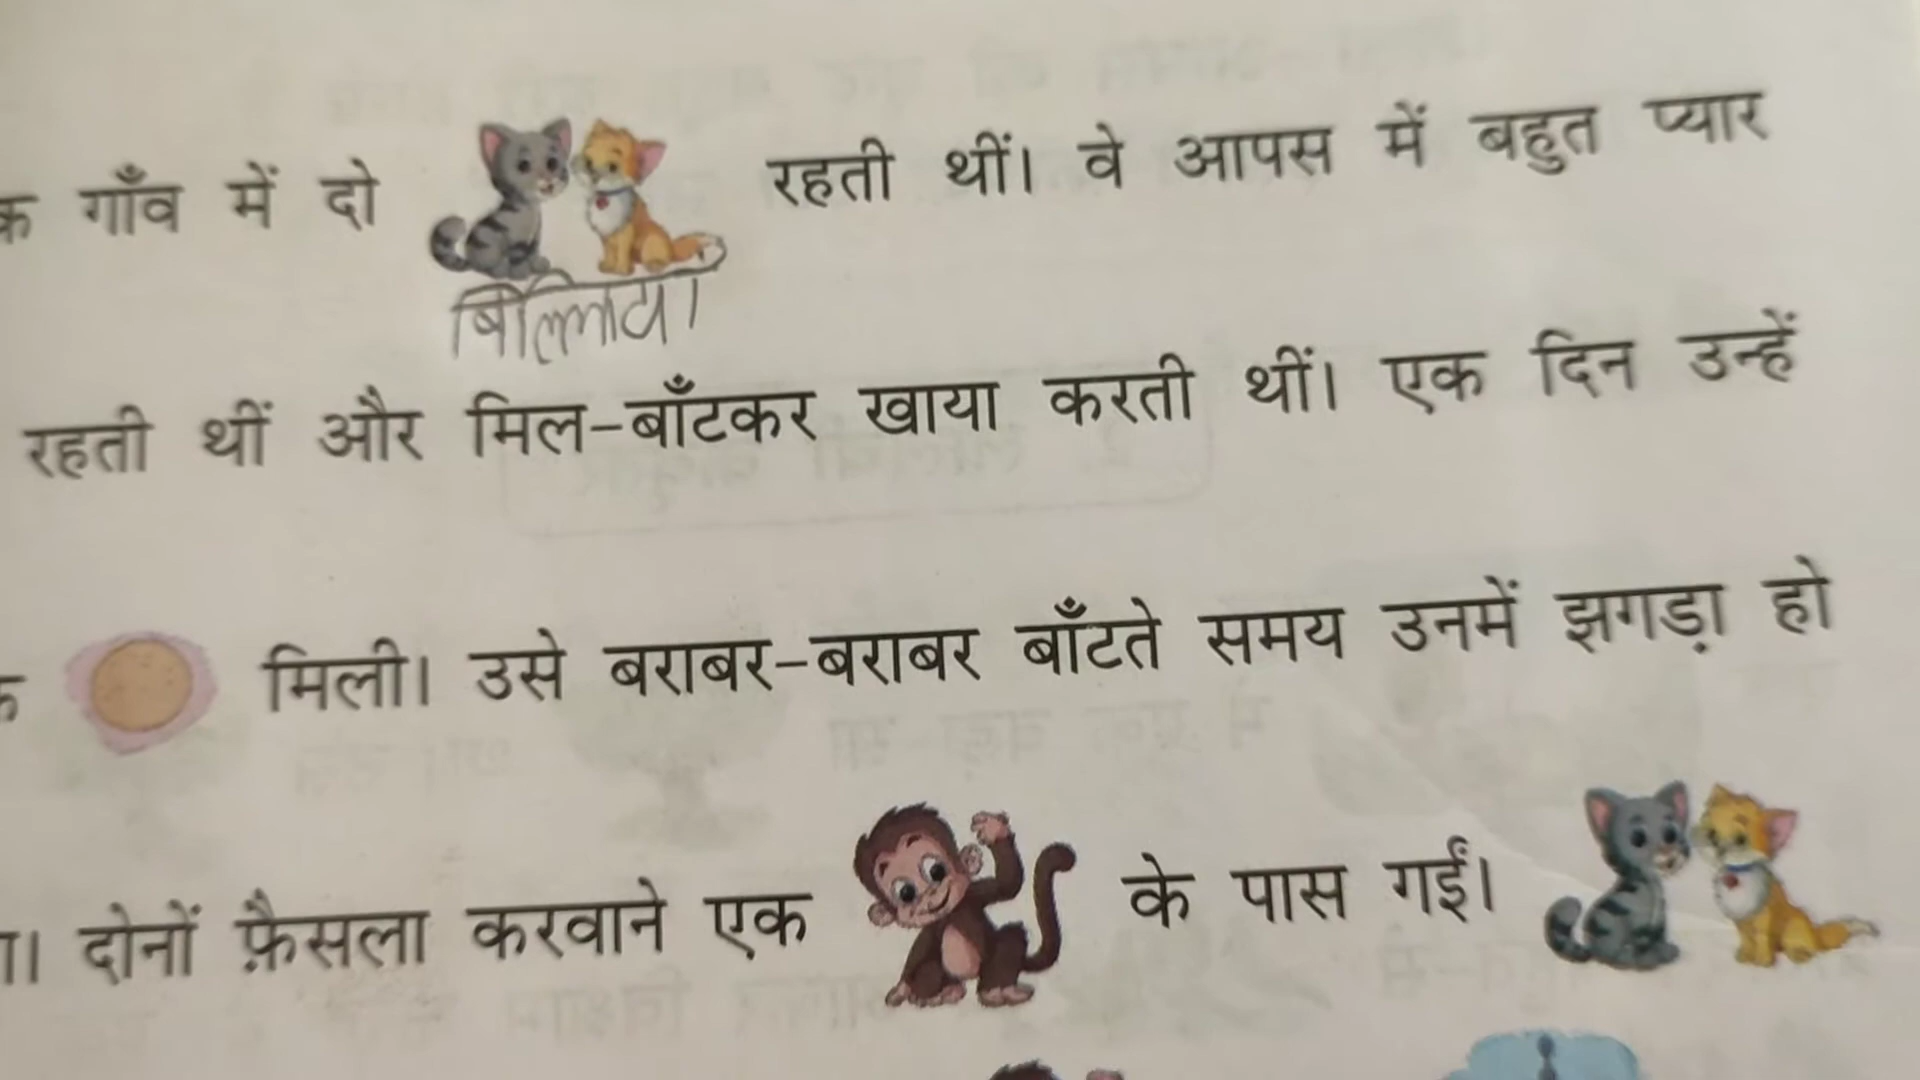 गाँव में दो रहती थीं। वे आपस में बहुत प्यार
बिल्लिया
रहती थीं और मिल-बाँटकर खाया करती थीं। एक दिन उन्हें
मिली। उसे बराबर-बराबर बाँटते समय उनमें झगड़ा हो
दोनों फ़ैसला करवाने एक के पास गईं।